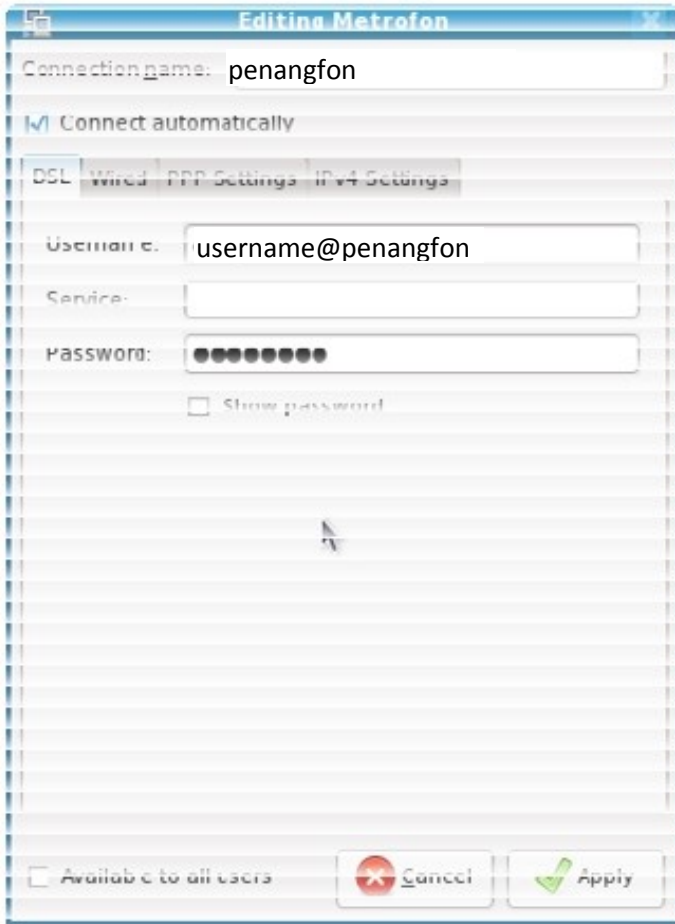 Editing Metrofon
Connection name: penangfon
Connect automatically
DSL Wired PPP Settings IPv4 Settings
Username: username@penangfon
Service:
Password: ●●●●●●●●
Show password
Available to all users Cancel Apply